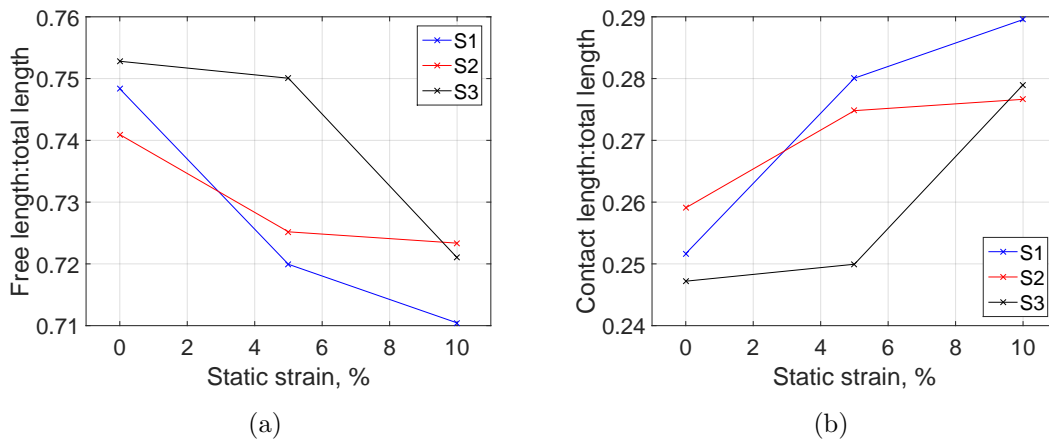 0.76
0.75
0.74
0.73
0.72
0.71
Free length:total length
0 2 4 6 8 10
Static strain, %
S1
S2
S3
(a)
0.29
0.28
0.27
0.26
0.25
0.24
Contact length:total length
0 2 4 6 8 10
Static strain, %
S1
S2
S3
(b)